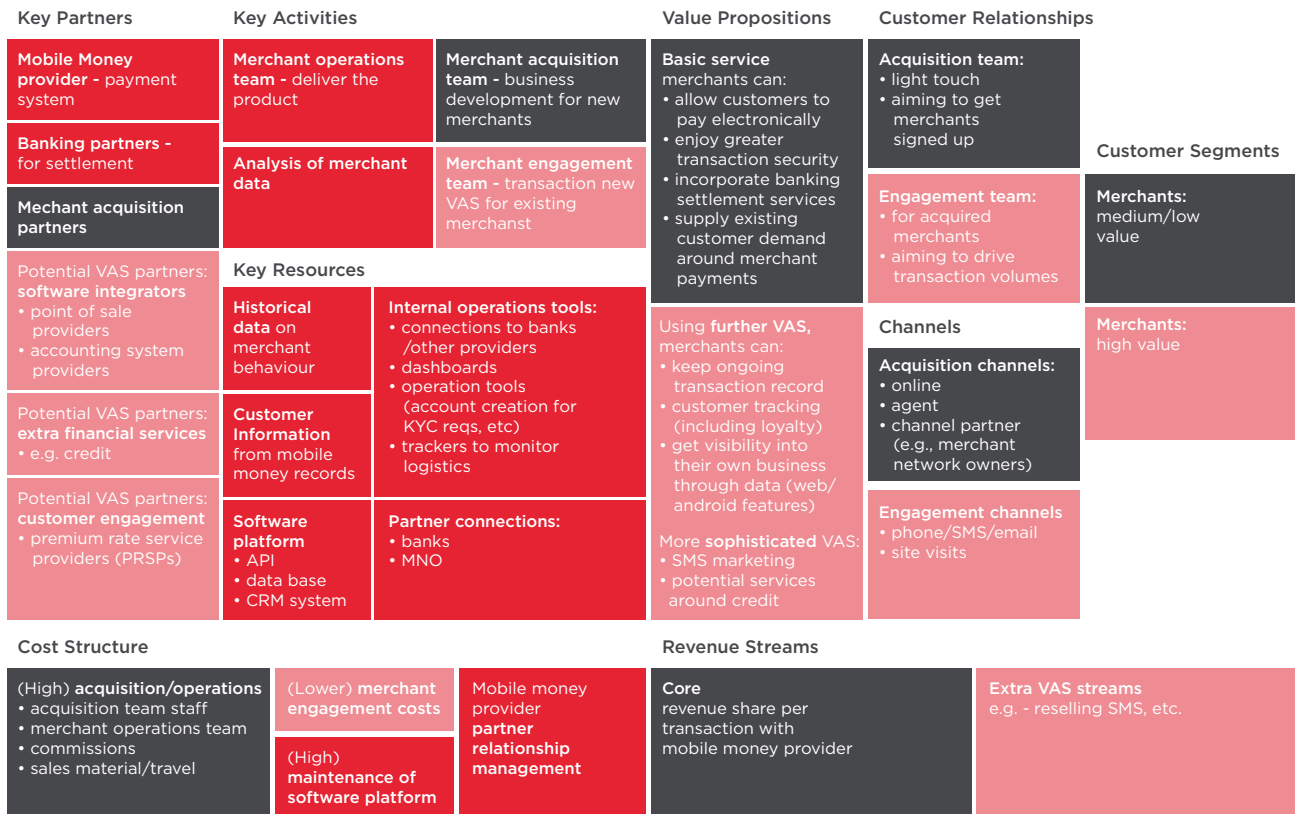 Key Partners
Mobile Money
provider - payment
system
Banking partners -
for settlement
Mechant acquisition
partners
Potential VAS partners:
software integrators
• point of sale
providers
• accounting system
providers
Potential VAS partners:
extra financial services
• e.g. credit
Potential VAS partners:
customer engagement
• premium rate service
providers (PRSPs)
Key Activities
Merchant operations
team - deliver the
product
Merchant acquisition
team - business
development for new
merchants
Analysis of merchant
data
Merchant engagement
team - transaction new
VAS for existing
merchanst
Key Resources
Historical
data on
merchant
behaviour
Customer
Information
from mobile
money records
Software
platform
• API
• data base
• CRM system
Internal operations tools:
• connections to banks
/other providers
• dashboards
• operation tools
(account creation for
KYC reqs, etc)
• trackers to monitor
logistics
Partner connections:
• banks
• MNO
Value Propositions
Basic service
merchants can:
• allow customers to
pay electronically
• enjoy greater
transaction security
• incorporate banking
settlement services
• supply existing
customer demand
around merchant
payments
Using further VAS,
merchants can:
• keep ongoing
transaction record
• customer tracking
(including loyalty)
• get visibility into
their own business
through data (web/
android features)
More sophisticated VAS:
• SMS marketing
• potential services
around credit
Customer Relationships
Acquisition team:
• light touch
• aiming to get
merchants
signed up
Engagement team:
• for acquired
merchants
• aiming to drive
transaction volumes
Channels
Acquisition channels:
• online
• agent
• channel partner
(e.g., merchant
network owners)
Engagement channels
• phone/SMS/email
• site visits
Customer Segments
Merchants:
medium/low
value
Merchants:
high value
Cost Structure
(High) acquisition/operations
• acquisition team staff
• merchant operations team
• commissions
• sales material/travel
(Lower) merchant
engagement costs
(High)
maintenance of
software platform
Mobile money
provider
partner
relationship
management
Revenue Streams
Core
revenue share per
transaction with
mobile money provider
Extra VAS streams
e.g. - reselling SMS, etc.